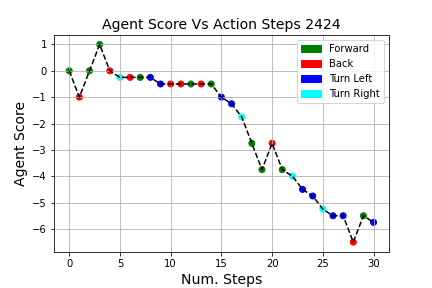 Agent Score Vs Action Steps 2424
Forward
Back
Turn Left
Turn Right
1
0
−1
−2
−3
−4
−5
−6
Agent Score
0 5 10 15 20 25 30
Num. Steps